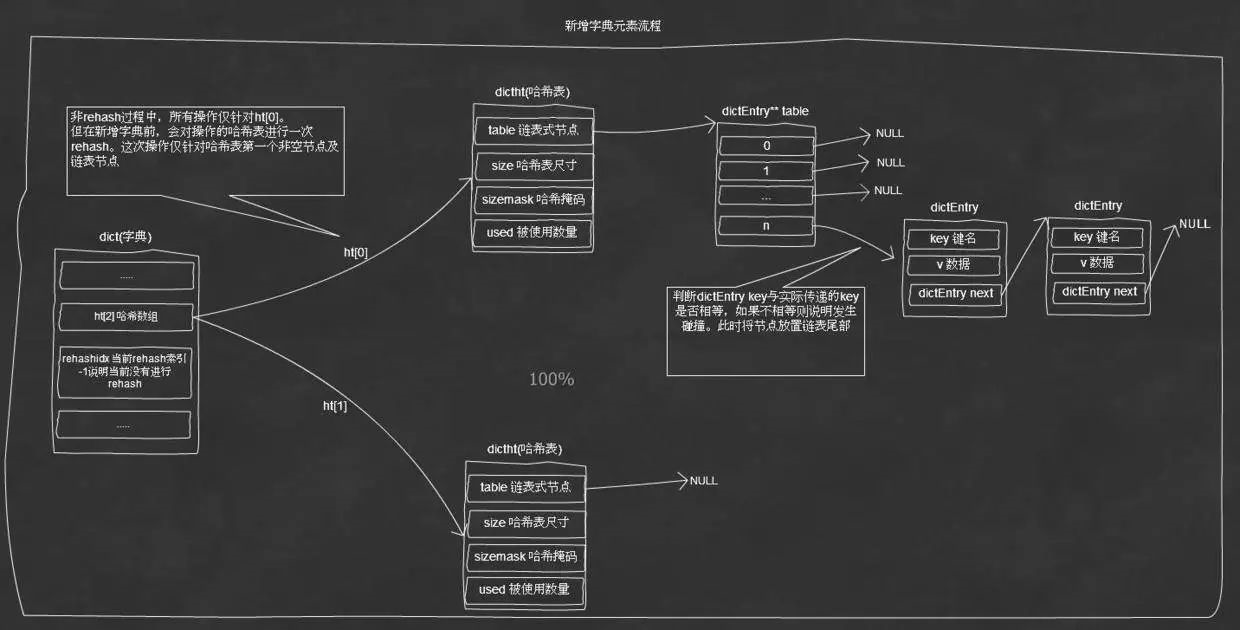 新增字典元素流程
非rehash过程中，所有操作仅针对ht[0]。
但在新增字典前，会对操作的哈希表进行一次
rehash。这次操作仅针对哈希表第一个非空节点及
链表节点
dict(字典)
.....
ht[2] 哈希数组
rehashidx 当前rehash索引
-1说明当前没有进行
rehash
.....
ht[0]
ht[1]
dictht(哈希表)
table 链表式节点
size 哈希表尺寸
sizemask 哈希掩码
used 被使用数量
dictEntry** table
0
1
...
n
NULL
NULL
NULL
判断dictEntry key与实际传递的key
是否相等，如果不相等则说明发生
碰撞。此时将节点放置链表尾部
dictEntry
key 键名
v 数据
dictEntry next
dictEntry
key 键名
v 数据
dictEntry next
NULL
100%
dictht(哈希表)
table 链表式节点
size 哈希表尺寸
sizemask 哈希掩码
used 被使用数量
NULL